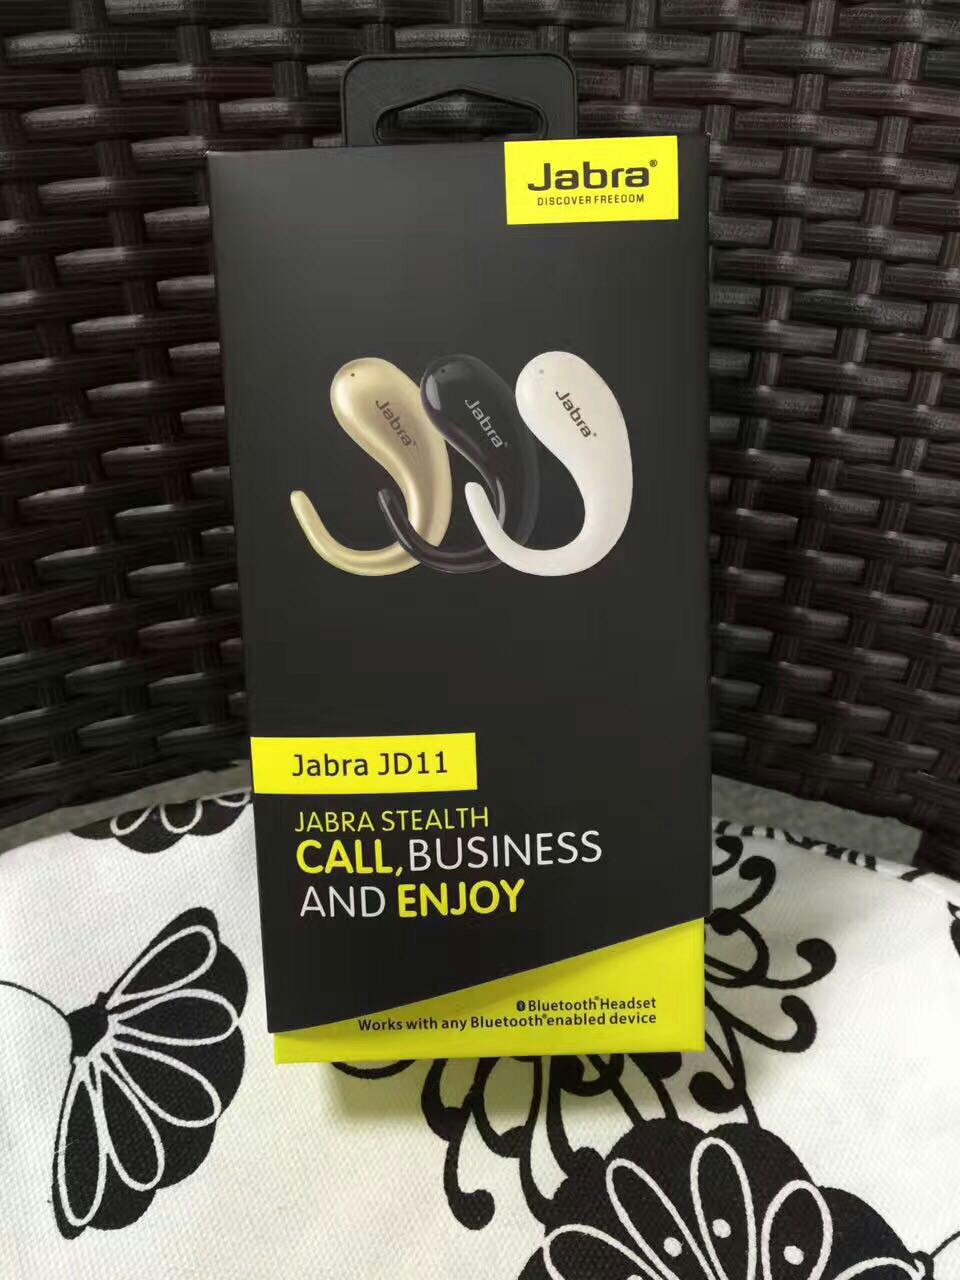 Jabra®
DISCOVER FREEDOM
Jabra
Jabra
Jabra
Jabra JD11
JABRA STEALTH
CALL, BUSINESS
AND ENJOY
Bluetooth® Headset
Works with any Bluetooth® enabled device